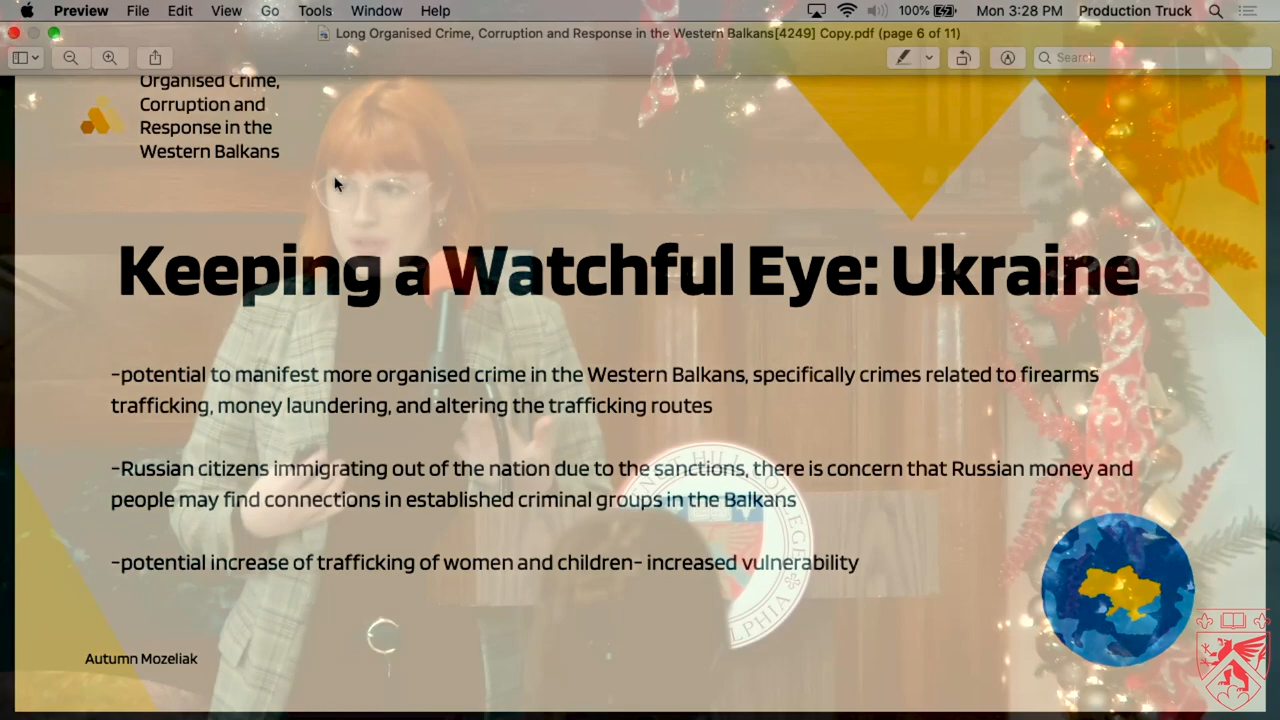 Preview File Edit View Go Tools Window Help 100% Mon 3:28 PM Production Truck
Long Organised Crime, Corruption and Response in the Western Balkans[4249] Copy.pdf (page 6 of 11)
Search
Organised Crime,
Corruption and
Response in the
Western Balkans
Keeping a Watchful Eye: Ukraine
-potential to manifest more organised crime in the Western Balkans, specifically crimes related to firearms
trafficking, money laundering, and altering the trafficking routes
-Russian citizens immigrating out of the nation due to the sanctions, there is concern that Russian money and
people may find connections in established criminal groups in the Balkans
-potential increase of trafficking of women and children- increased vulnerability
Autumn Mozeliak